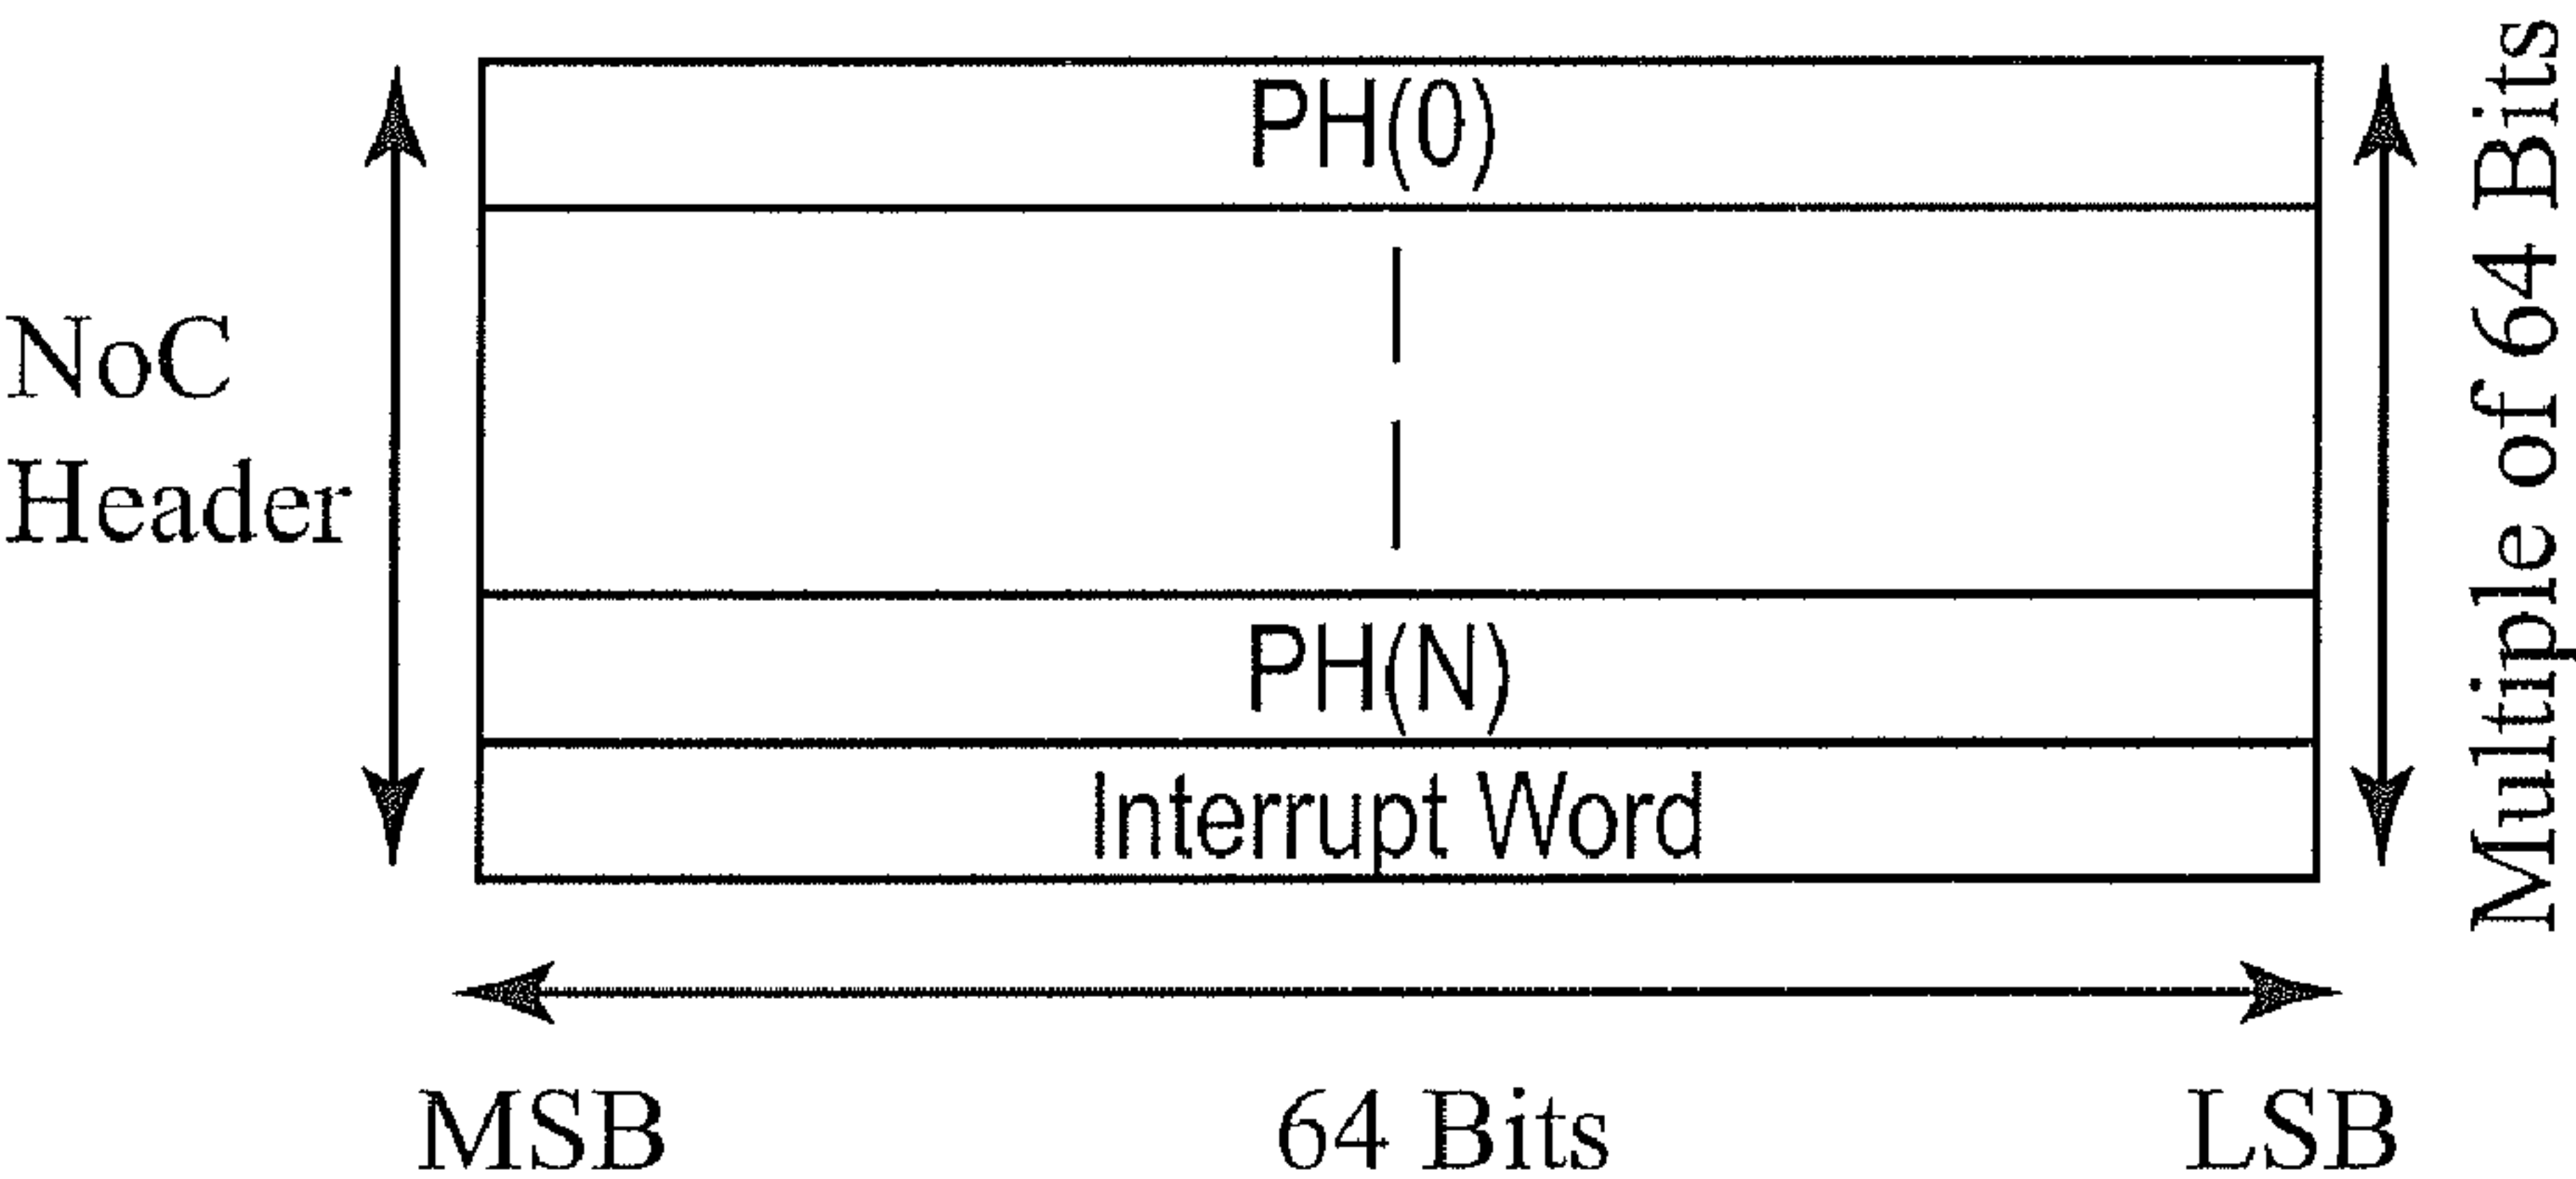 PH(0)
NoC
Header
PH(N)
Interrupt Word
Multiple of 64 Bits
MSB
64 Bits
LSB